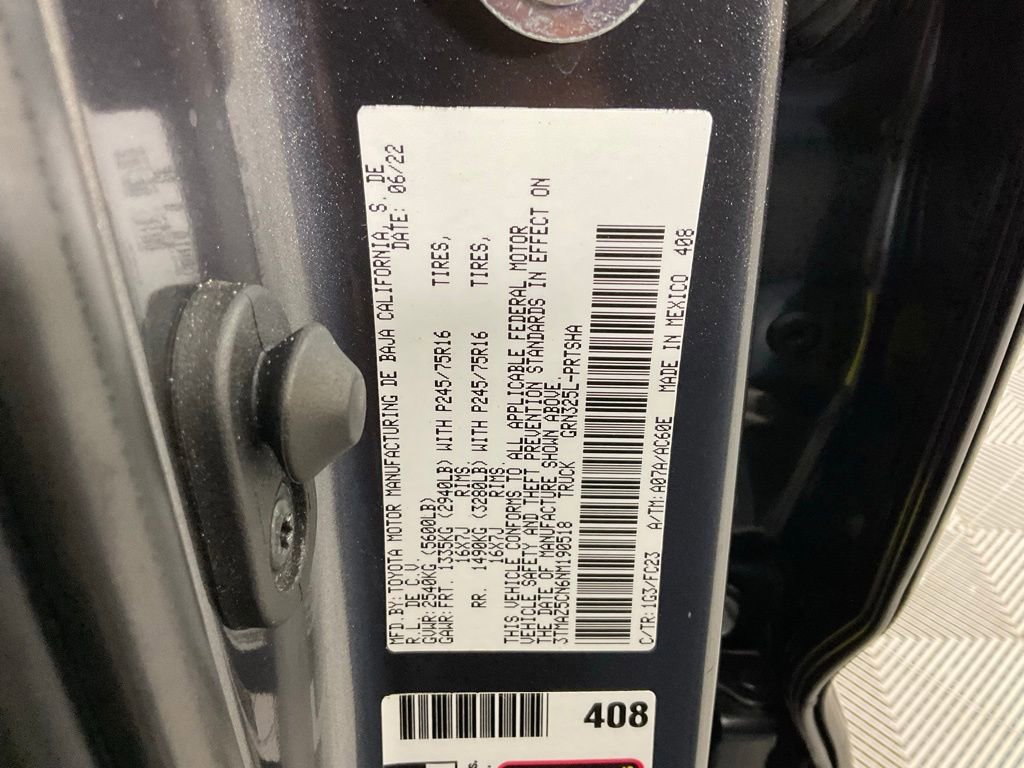 MFD.BY:TOYOTA MOTOR MANUFACTURING DE BAJA CALIFORNIA, S. DE
R.L. DE C.V. DATE: 06/22
GVWR:2540KG(5600LB)
GAWR:FRT. 1335KG (2940LB) WITH P245/75R16 TIRES,
16X7J RIMS.
RR. 1490KG (3280LB) WITH P245/75R16 TIRES,
16X7J RIMS.
THIS VEHICLE CONFORMS TO ALL APPLICABLE FEDERAL MOTOR
VEHICLE SAFETY AND THEFT PREVENTION STANDARDS IN EFFECT ON
THE DATE OF MANUFACTURE SHOWN ABOVE.
3TMAZ5CN6NM190518 TRUCK GRN325L-PRTSHA
C/TR:1G3/FC23 A/TM:A07A/AC60E MADE IN MEXICO 408
408